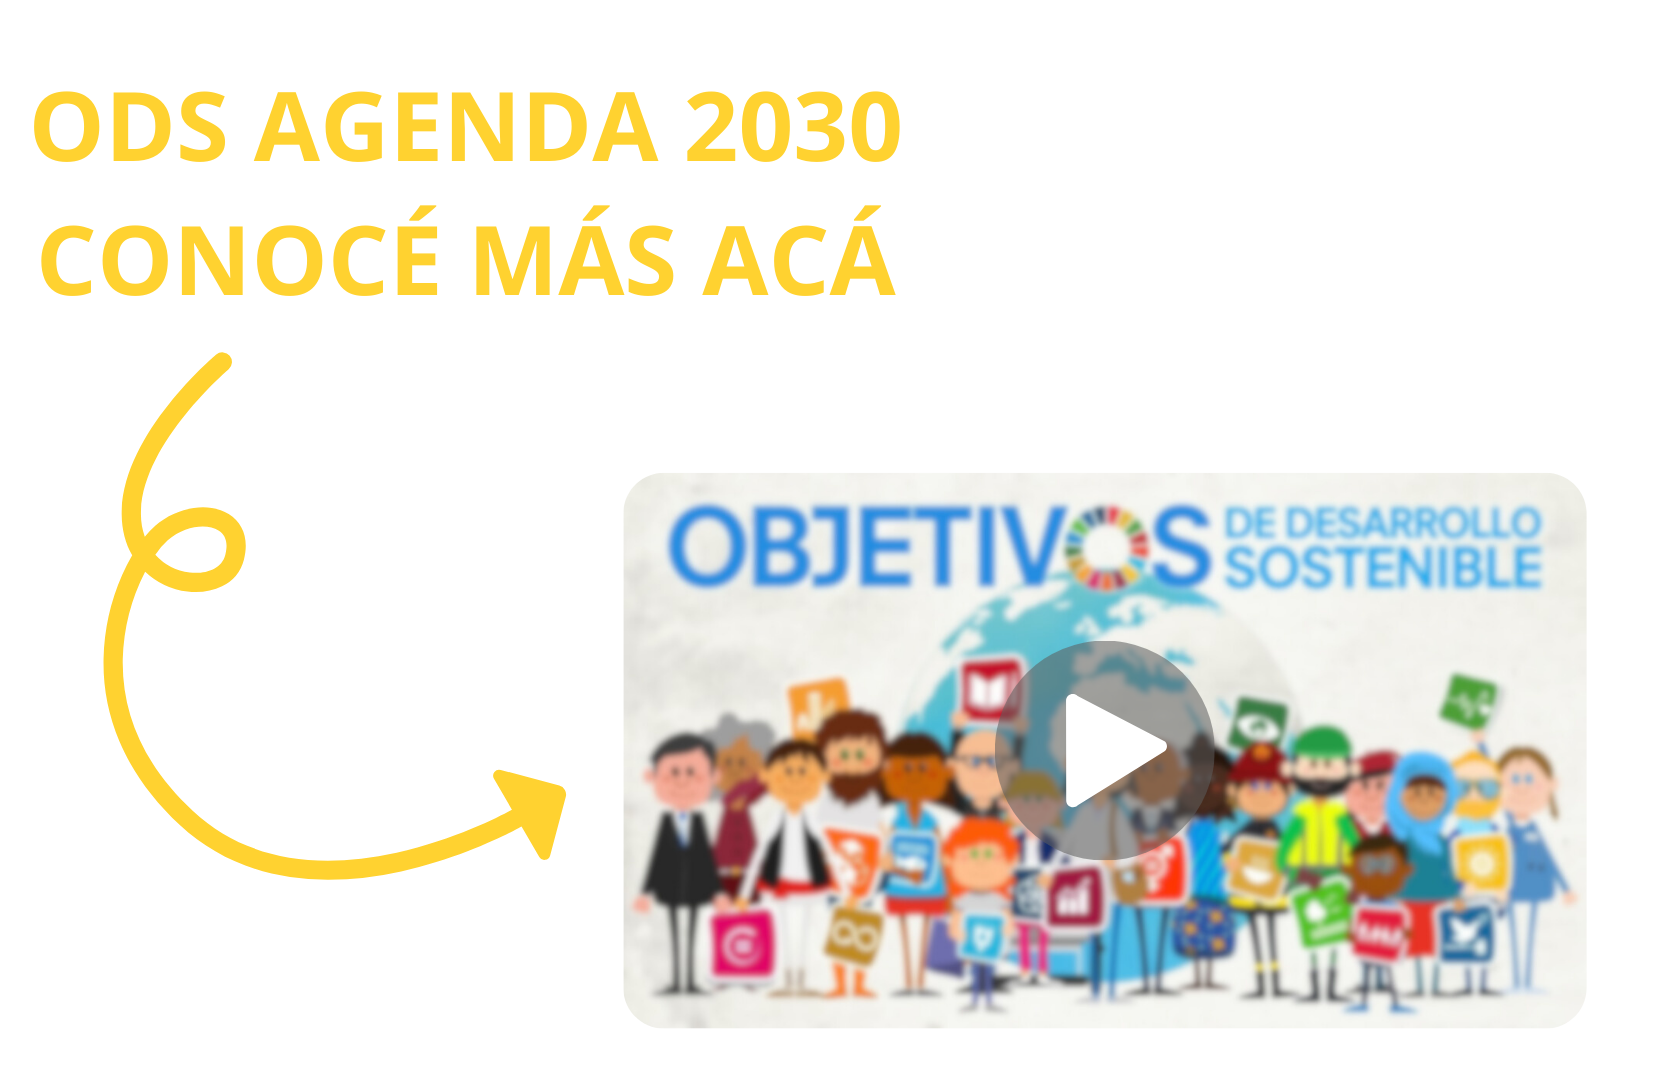 ODS AGENDA 2030
CONOCÉ MÁS ACÁ
OBJETIVOS DE DESARROLLO
SOSTENIBLE